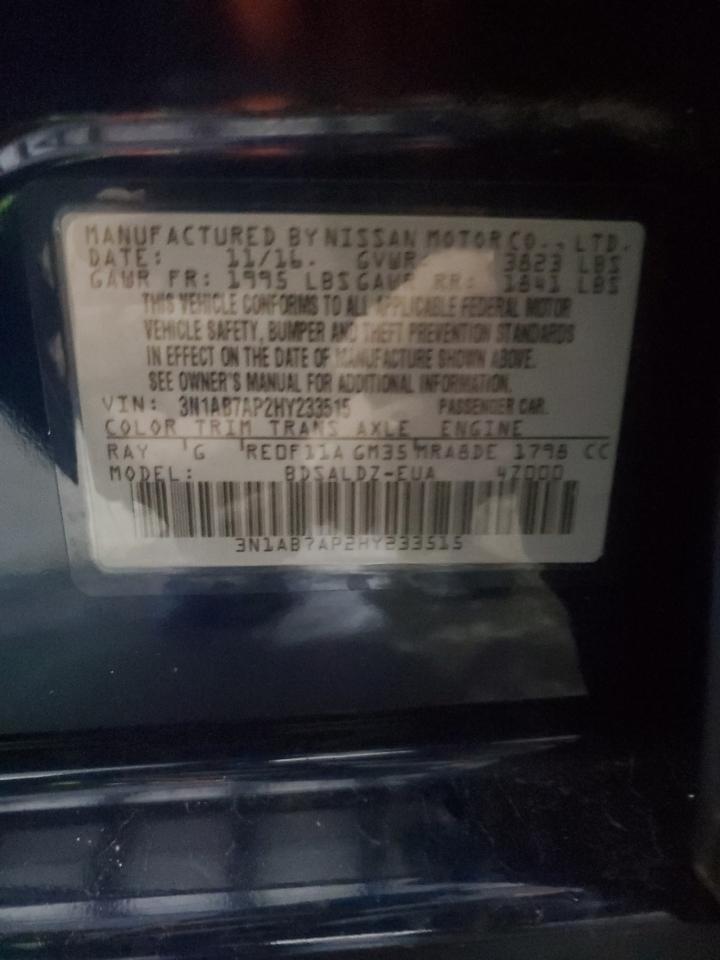 MANUFACTURED BY NISSAN MOTOR CO., LTD.
DATE: 11/16. GVWR 3823 LBS
GAWR FR: 1995 LBS GAWR RR: 1841 LBS
THIS VEHICLE CONFORMS TO ALL APPLICABLE FEDERAL MOTOR
VEHICLE SAFETY, BUMPER AND THEFT PREVENTION STANDARDS
IN EFFECT ON THE DATE OF MANUFACTURE SHOWN ABOVE.
SEE OWNER'S MANUAL FOR ADDITIONAL INFORMATION.
VIN: 3N1AB7AP2HY233515 PASSENGER CAR.
COLOR TRIM TRANS AXLE ENGINE
RAY G RE0F11A GM35 MRA8DE 1798 CC
MODEL: BDSALDZ-EUA 4Z000
3N1AB7AP2HY233515